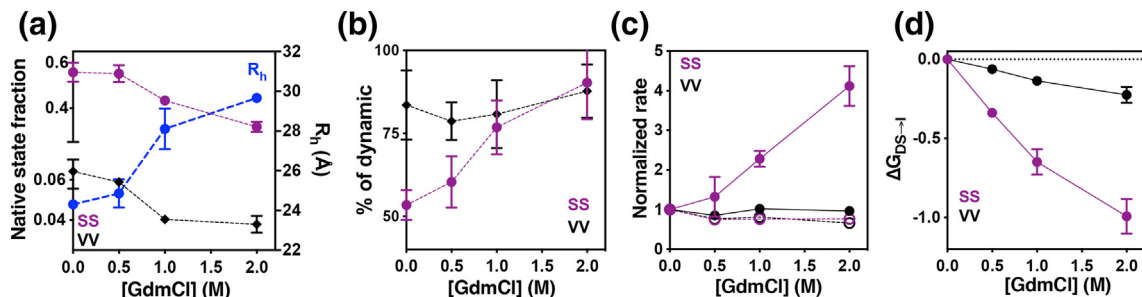 (a)
Native state fraction
0.6
0.4
0.06
0.04
SS
VV
Rh
32
30
28
26
24
22
Rh (Å)
0.0 0.5 1.0 1.5 2.0
[GdmCl] (M)
(b)
% of dynamic
100
50
SS
VV
0.0 0.5 1.0 1.5 2.0
[GdmCl] (M)
(c)
Normalized rate
5
4
3
2
1
0
SS
VV
0.0 0.5 1.0 1.5 2.0
[GdmCl] (M)
(d)
ΔG DS→I
0.0
-0.5
-1.0
SS
VV
0.0 0.5 1.0 1.5 2.0
[GdmCl] (M)